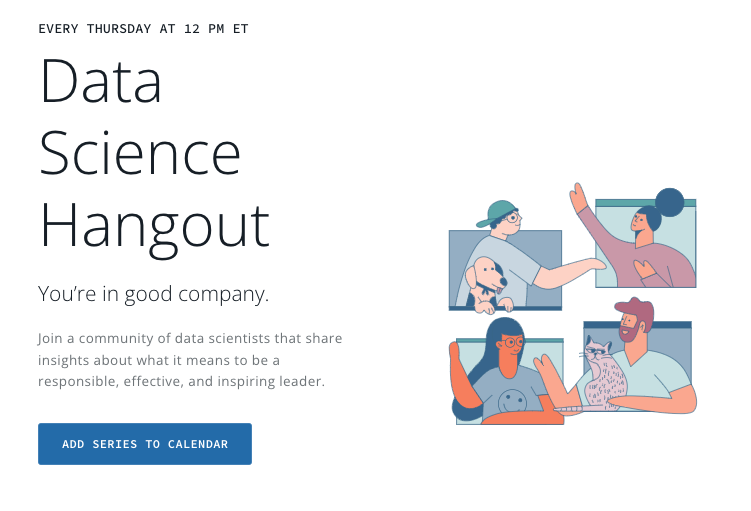 EVERY THURSDAY AT 12 PM ET
Data
Science
Hangout
You’re in good company.
Join a community of data scientists that share
insights about what it means to be a
responsible, effective, and inspiring leader.
ADD SERIES TO CALENDAR